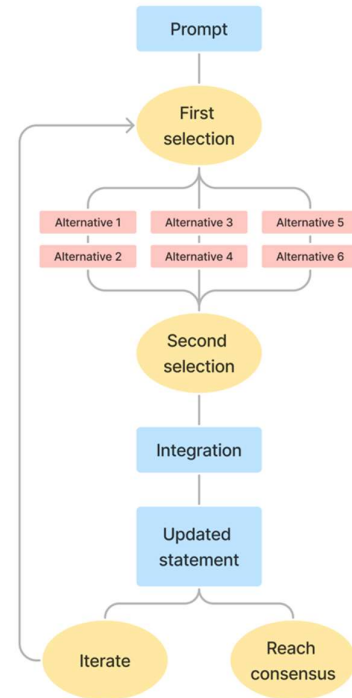 Prompt
First
selection
Alternative 1
Alternative 3
Alternative 5
Alternative 2
Alternative 4
Alternative 6
Second
selection
Integration
Updated
statement
Iterate
Reach
consensus